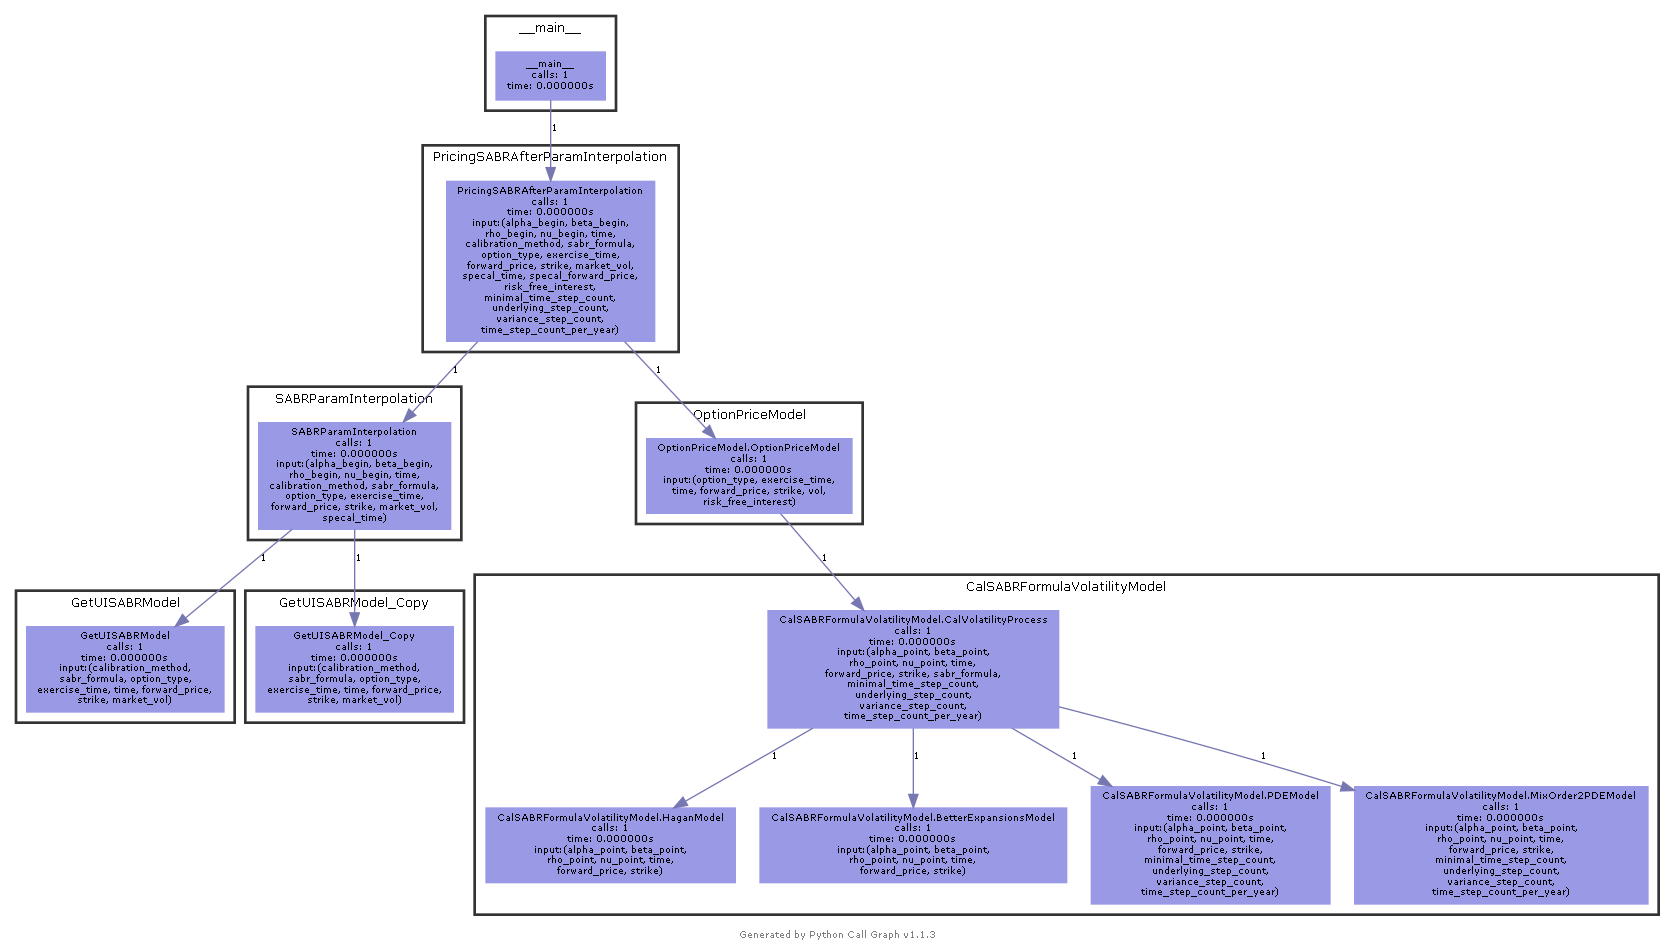 __main__
__main__
calls: 1
time: 0.000000s
1
PricingSABRAfterParamInterpolation
PricingSABRAfterParamInterpolation
calls: 1
time: 0.000000s
input:(alpha_begin, beta_begin,
rho_begin, nu_begin, time,
calibration_method, sabr_formula,
option_type, exercise_time,
forward_price, strike, market_vol,
specal_time, specal_forward_price,
risk_free_interest,
minimal_time_step_count,
underlying_step_count,
variance_step_count,
time_step_count_per_year)
1
1
SABRParamInterpolation
SABRParamInterpolation
calls: 1
time: 0.000000s
input:(alpha_begin, beta_begin,
rho_begin, nu_begin, time,
calibration_method, sabr_formula,
option_type, exercise_time,
forward_price, strike, market_vol,
specal_time)
OptionPriceModel
OptionPriceModel.OptionPriceModel
calls: 1
time: 0.000000s
input:(option_type, exercise_time,
time, forward_price, strike, vol,
risk_free_interest)
1
1
1
GetUISABRModel
GetUISABRModel
calls: 1
time: 0.000000s
input:(calibration_method,
sabr_formula, option_type,
exercise_time, time, forward_price,
strike, market_vol)
GetUISABRModel_Copy
GetUISABRModel_Copy
calls: 1
time: 0.000000s
input:(calibration_method,
sabr_formula, option_type,
exercise_time, time, forward_price,
strike, market_vol)
CalSABRFormulaVolatilityModel
CalSABRFormulaVolatilityModel.CalVolatilityProcess
calls: 1
time: 0.000000s
input:(alpha_point, beta_point,
rho_point, nu_point, time,
forward_price, strike, sabr_formula,
minimal_time_step_count,
underlying_step_count,
variance_step_count,
time_step_count_per_year)
1
1
1
1
CalSABRFormulaVolatilityModel.HaganModel
calls: 1
time: 0.000000s
input:(alpha_point, beta_point,
rho_point, nu_point, time,
forward_price, strike)
CalSABRFormulaVolatilityModel.BetterExpansionsModel
calls: 1
time: 0.000000s
input:(alpha_point, beta_point,
rho_point, nu_point, time,
forward_price, strike)
CalSABRFormulaVolatilityModel.PDEModel
calls: 1
time: 0.000000s
input:(alpha_point, beta_point,
rho_point, nu_point, time,
forward_price, strike,
minimal_time_step_count,
underlying_step_count,
variance_step_count,
time_step_count_per_year)
CalSABRFormulaVolatilityModel.MixOrder2PDEModel
calls: 1
time: 0.000000s
input:(alpha_point, beta_point,
rho_point, nu_point, time,
forward_price, strike,
minimal_time_step_count,
underlying_step_count,
variance_step_count,
time_step_count_per_year)
Generated by Python Call Graph v1.1.3